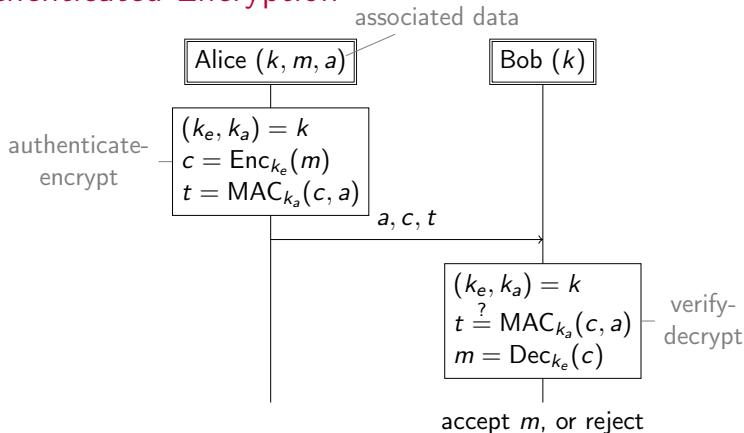 Encryption
associated data
Alice (k, m, a)
Bob (k)
authenticate-
encrypt
(k_e, k_a) = k
c = Enc_{k_e}(m)
t = MAC_{k_a}(c, a)
a, c, t
(k_e, k_a) = k
t ≟ MAC_{k_a}(c, a)
m = Dec_{k_e}(c)
verify-
decrypt
accept m, or reject